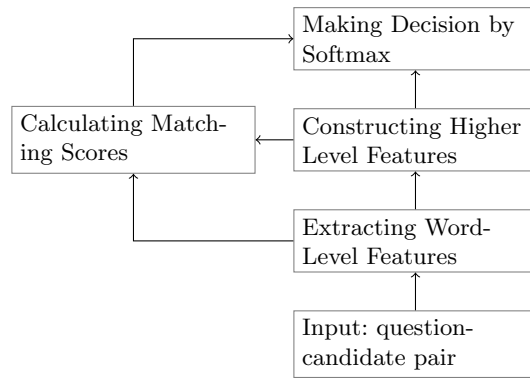 Making Decision by
Softmax
Calculating Match-
ing Scores
Constructing Higher
Level Features
Extracting Word-
Level Features
Input: question-
candidate pair